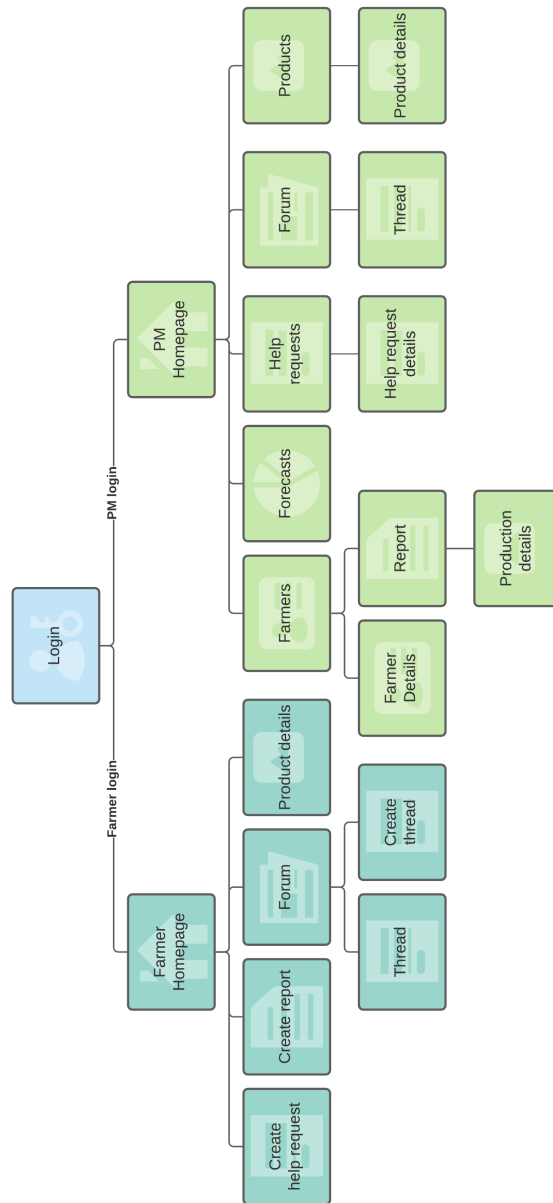 Login
Farmer login
PM login
Farmer
Homepage
PM
Homepage
Create
help request
Create report
Forum
Product details
Farmers
Forecasts
Help
requests
Forum
Products
Thread
Create
thread
Farmer
Details
Report
Help request
details
Thread
Product details
Production
details